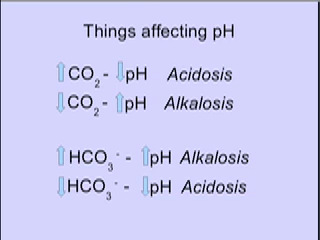 Things affecting pH
⇧CO₂- ⇩pH Acidosis
⇩CO₂- ⇧pH Alkalosis
⇧HCO₃⁻ - ⇧pH Alkalosis
⇩HCO₃⁻ - ⇩pH Acidosis